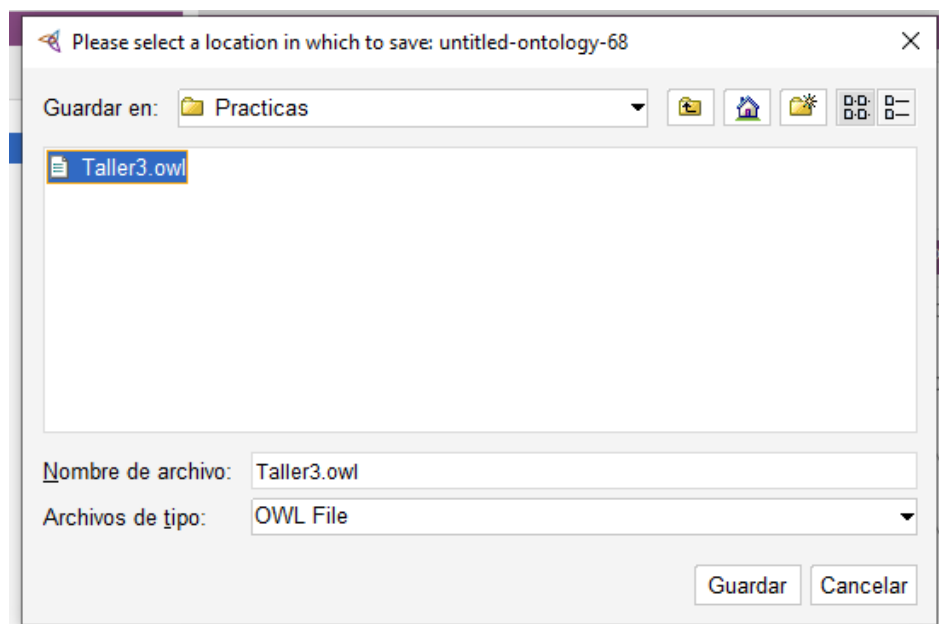 Please select a location in which to save: untitled-ontology-68
Guardar en: Practicas
Taller3.owl
Nombre de archivo: Taller3.owl
Archivos de tipo: OWL File
Guardar Cancelar